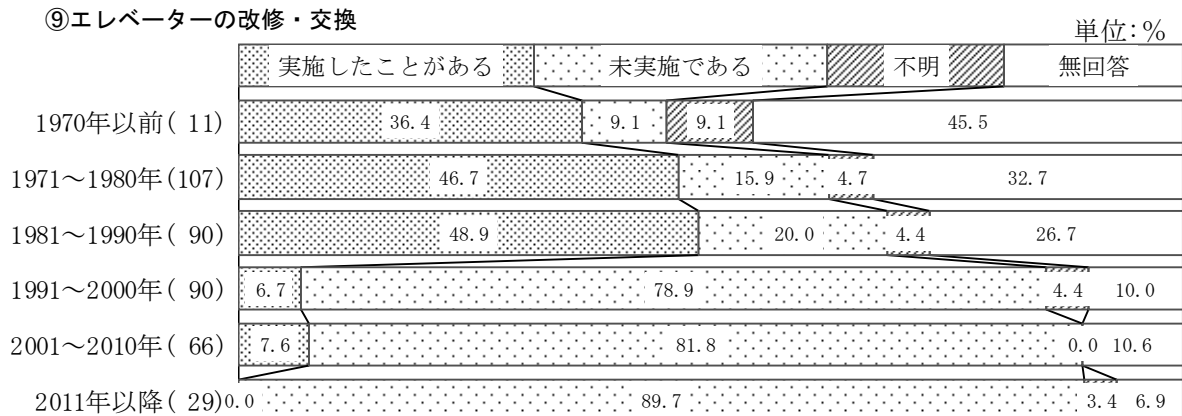 ⑨エレベーターの改修・交換
単位:%
実施したことがある 未実施である 不明 無回答
1970年以前( 11) 36.4 9.1 9.1 45.5
1971～1980年(107) 46.7 15.9 4.7 32.7
1981～1990年( 90) 48.9 20.0 4.4 26.7
1991～2000年( 90) 6.7 78.9 4.4 10.0
2001～2010年( 66) 7.6 81.8 0.0 10.6
2011年以降( 29) 0.0 89.7 3.4 6.9